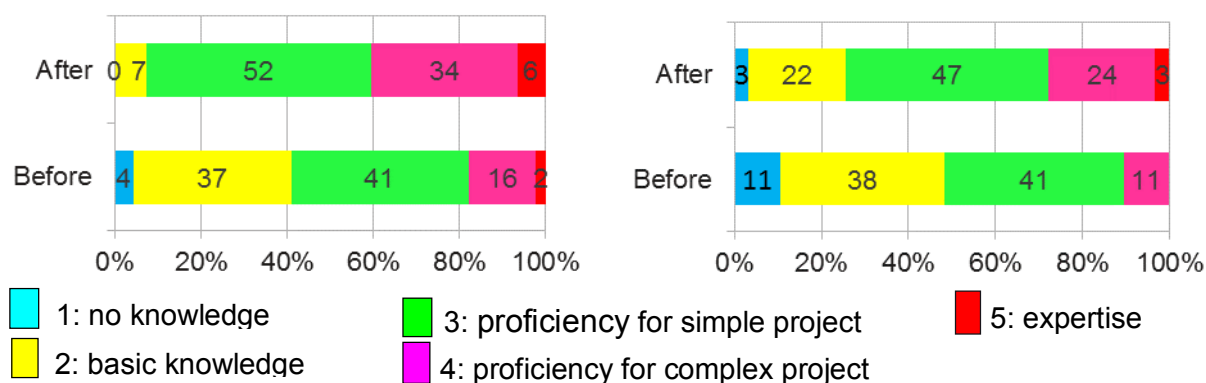 After 0 7 52 34 6
Before 4 37 41 16 2
0% 20% 40% 60% 80% 100%
After 3 22 47 24 3
Before 11 38 41 11
0% 20% 40% 60% 80% 100%
1: no knowledge
2: basic knowledge
3: proficiency for simple project
4: proficiency for complex project
5: expertise